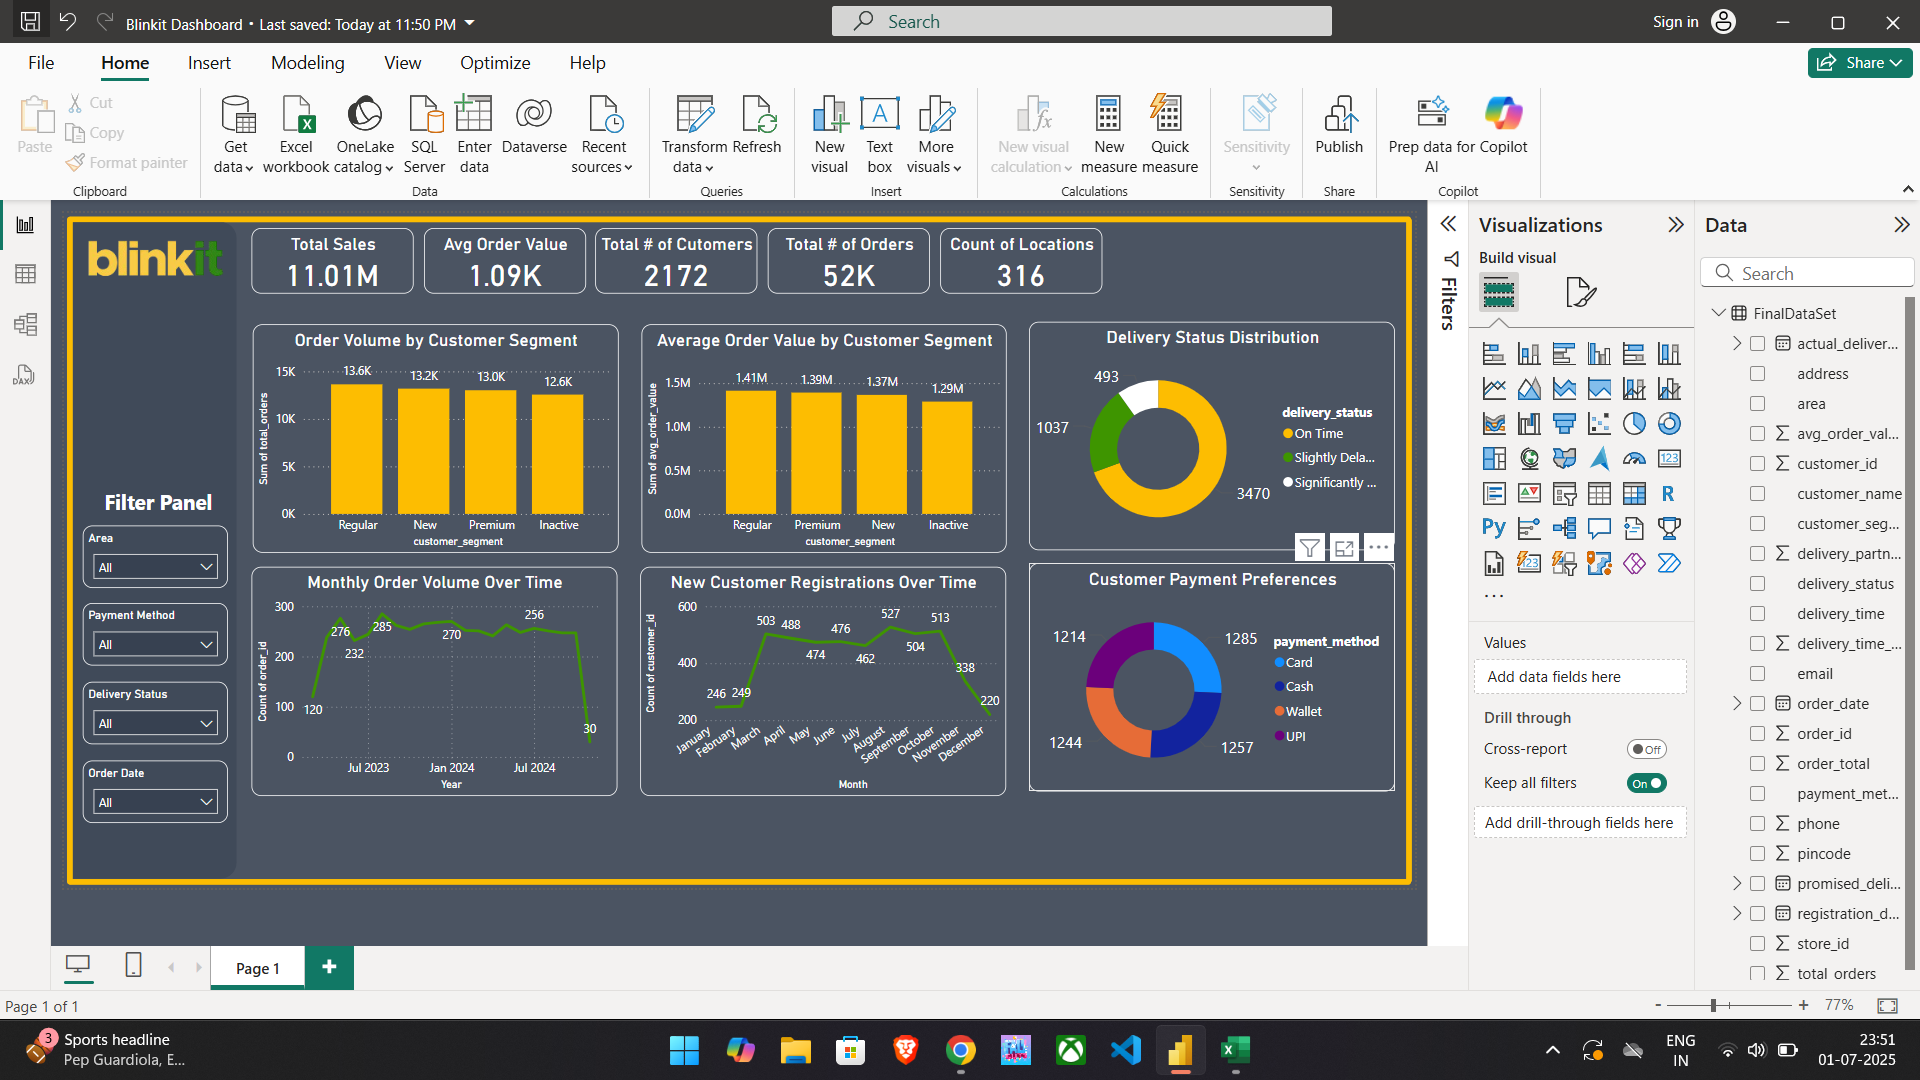 Blinkit Dashboard • Last saved: Today at 11:50 PM
Search
Sign in
File
Home
Insert
Modeling
View
Optimize
Help
Share
Paste
Cut
Copy
Format painter
Clipboard
Get data
Excel workbook
OneLake catalog
SQL Server
Enter data
Dataverse
Recent sources
Data
Transform data
Refresh
Queries
New visual
Text box
More visuals
Insert
New visual calculation
New measure
Quick measure
Calculations
Sensitivity
Sensitivity
Publish
Share
Prep data for AI
Copilot
Copilot
blinkit
Total Sales
11.01M
Avg Order Value
1.09K
Total # of Cutomers
2172
Total # of Orders
52K
Count of Locations
316
Filter Panel
Area
All
Payment Method
All
Delivery Status
All
Order Date
All
Order Volume by Customer Segment
Sum of total_orders
15K
10K
5K
0K
13.6K
13.2K
13.0K
12.6K
Regular
New
Premium
Inactive
customer_segment
Average Order Value by Customer Segment
Sum of avg_order_value
1.5M
1.0M
0.5M
0.0M
1.41M
1.39M
1.37M
1.29M
Regular
Premium
New
Inactive
customer_segment
Delivery Status Distribution
493
1037
3470
delivery_status
On Time
Slightly Dela...
Significantly ...
Monthly Order Volume Over Time
Count of order_id
300
200
100
0
120
276
232
285
270
256
30
Jul 2023
Jan 2024
Jul 2024
Year
New Customer Registrations Over Time
Count of customer_id
600
400
200
246
249
503
488
474
476
462
527
504
513
338
220
January
February
March
April
May
June
July
August
September
October
November
December
Month
Customer Payment Preferences
1214
1285
1244
1257
payment_method
Card
Cash
Wallet
UPI
Filters
Visualizations
Build visual
123
R
Py
123
...
Values
Add data fields here
Drill through
Cross-report
Off
Keep all filters
On
Add drill-through fields here
Data
Search
FinalDataSet
actual_deliver...
address
area
avg_order_val...
customer_id
customer_name
customer_seg...
delivery_partn...
delivery_status
delivery_time
delivery_time_...
email
order_date
order_id
order_total
payment_met...
phone
pincode
promised_deli...
registration_d...
store_id
total_orders
Page 1
Page 1 of 1
77%
3
Sports headline
Pep Guardiola, E...
ENG
IN
23:51
01-07-2025